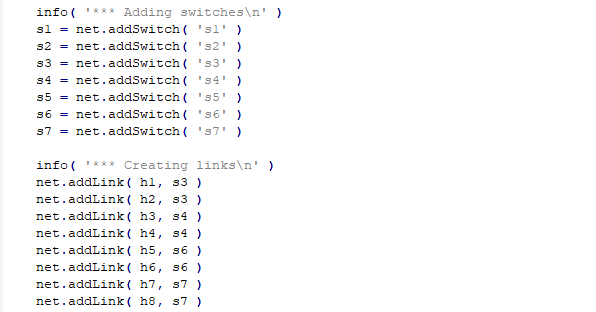 info( '*** Adding switches\n' )
s1 = net.addSwitch( 's1' )
s2 = net.addSwitch( 's2' )
s3 = net.addSwitch( 's3' )
s4 = net.addSwitch( 's4' )
s5 = net.addSwitch( 's5' )
s6 = net.addSwitch( 's6' )
s7 = net.addSwitch( 's7' )
info( '*** Creating links\n' )
net.addLink( h1, s3 )
net.addLink( h2, s3 )
net.addLink( h3, s4 )
net.addLink( h4, s4 )
net.addLink( h5, s6 )
net.addLink( h6, s6 )
net.addLink( h7, s7 )
net.addLink( h8, s7 )